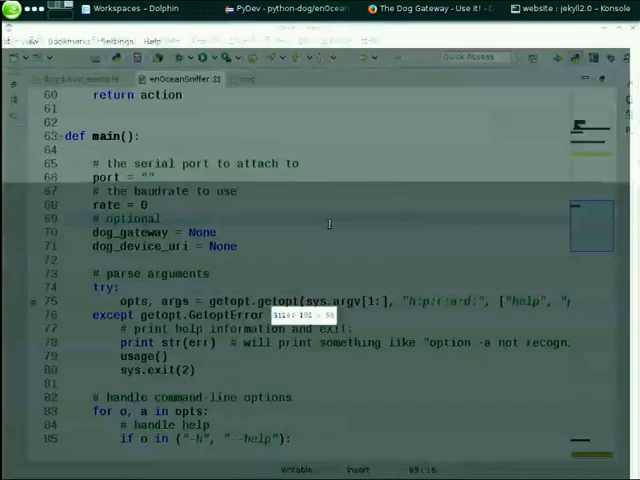 Workspaces – Dolphin
PyDev - python-dog/enOcean
The Dog Gateway - Use it! -
website : jekyll2.0 – Konsole
Bookmarks Settings Help
Quick Access
enOceanSniffer
60 return action
61
62
63 def main():
64
65 # the serial port to attach to
66 port = ""
67 # the baudrate to use
68 rate = 0
69 # optional
70 dog_gateway = None
71 dog_device_uri = None
72
73 # parse arguments
74 try:
75 opts, args = getopt.getopt(sys.argv[1:], "h:p:r:a:d:", ["help",
76 except getopt.GetoptError
77 # print help information and exit:
78 print str(err) # will print something like "option -a not recogn
79 usage()
80 sys.exit(2)
81
82 # handle command-line options
83 for o, a in opts:
84 # handle help
85 if o in ("-h", "--help"):
Writable Insert 69 : 16